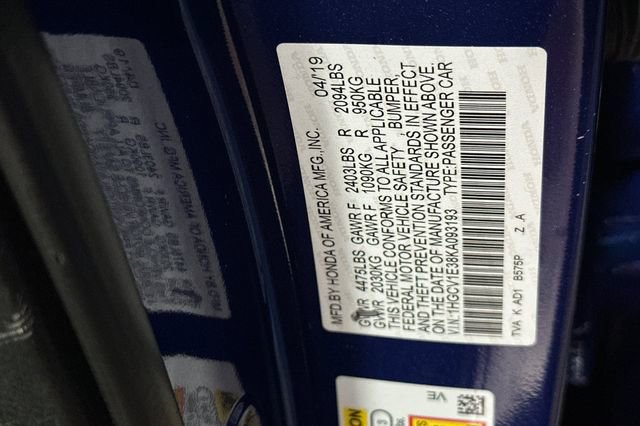 MFD.BY HONDA OF AMERICA MFG.,INC. 04/19
GVWR 4475LBS GAWR F 2403LBS R 2094LBS
GVWR 2030KG GAWR F 1090KG R 950KG
THIS VEHICLE CONFORMS TO ALL APPLICABLE
FEDERAL MOTOR VEHICLE SAFETY , BUMPER,
AND THEFT PREVENTION STANDARDS IN EFFECT
ON THE DATE OF MANUFACTURE SHOWN ABOVE.
V.I.N:1HGCV1E38KA093193 TYPE:PASSENGER CAR
TVA K AD1 B575P Z A
VE